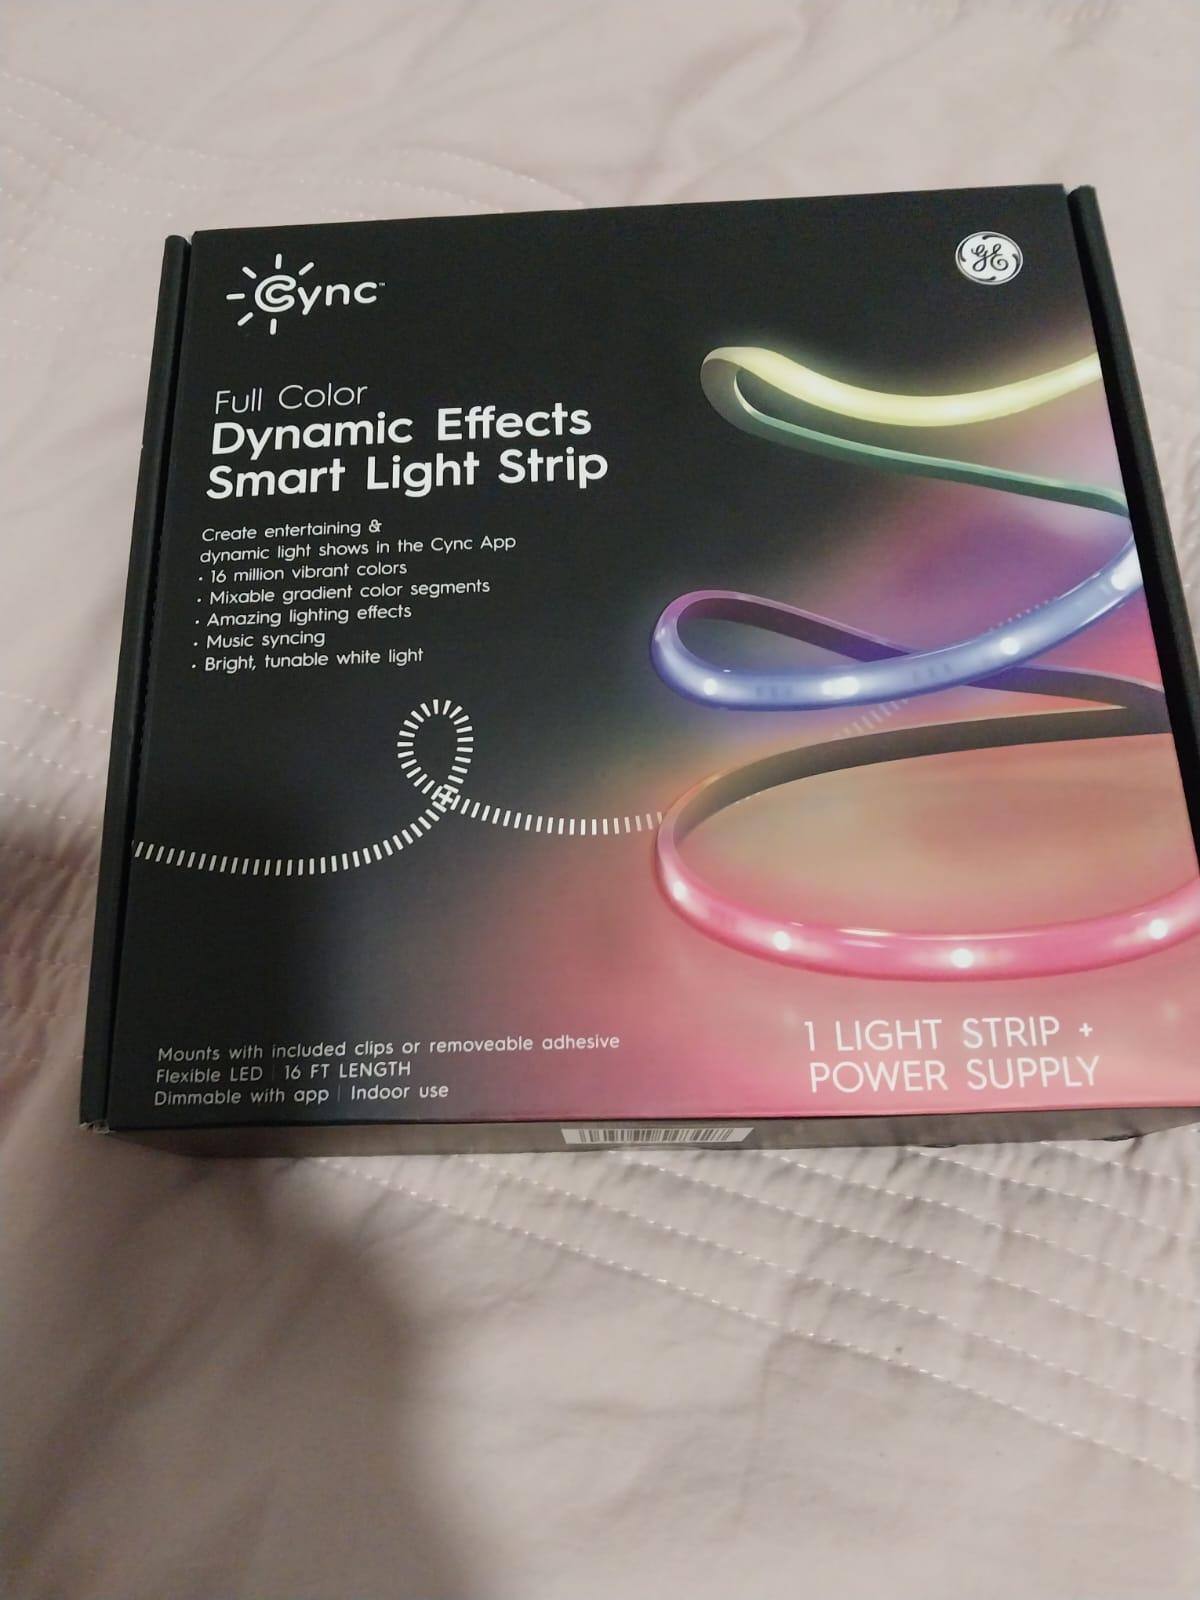 Cync™
GE
Full Color
Dynamic Effects
Smart Light Strip
Create entertaining &
dynamic light shows in the Cync App
• 16 million vibrant colors
• Mixable gradient color segments
• Amazing lighting effects
• Music syncing
• Bright, tunable white light
Mounts with included clips or removeable adhesive
Flexible LED | 16 FT LENGTH
Dimmable with app | Indoor use
1 LIGHT STRIP +
POWER SUPPLY